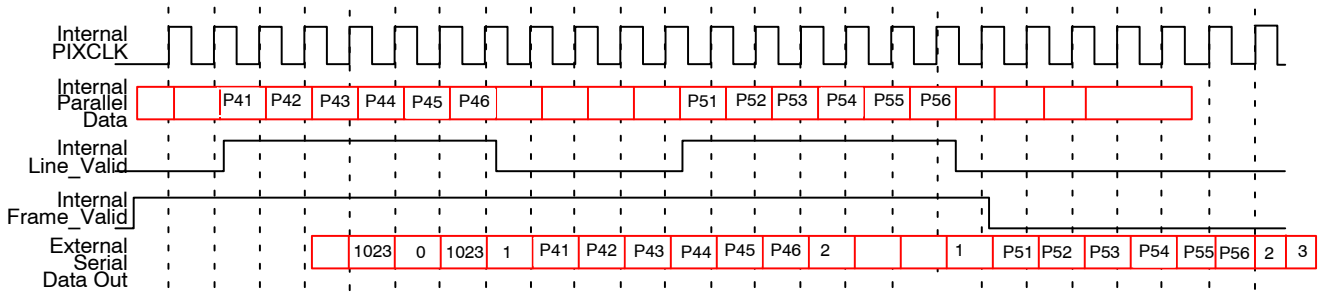 Internal
PIXCLK
Internal
Parallel
Data
P41 P42 P43 P44 P45 P46 P51 P52 P53 P54 P55 P56
Internal
Line_Valid
Internal
Frame_Valid
External
Serial
Data Out
1023 0 1023 1 P41 P42 P43 P44 P45 P46 2 1 P51 P52 P53 P54 P55 P56 2 3